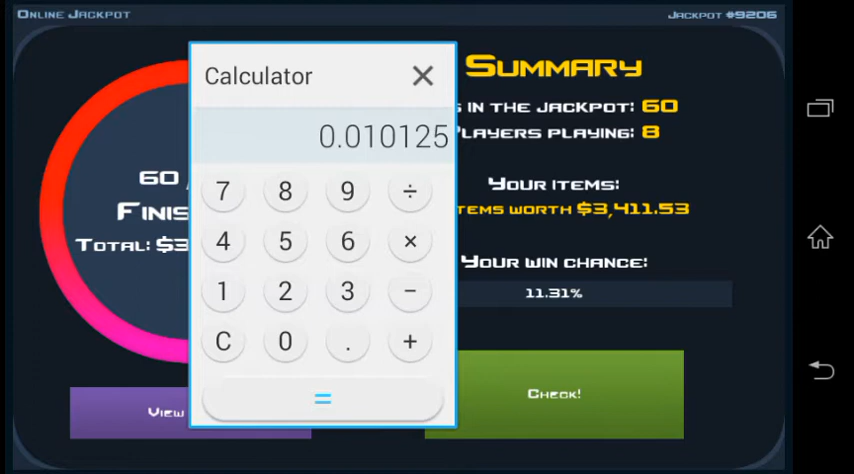 Online Jackpot
Jackpot #9206
Calculator
0.010125
7 8 9 ÷
4 5 6 ×
1 2 3 −
C 0 . +
=
60
Total: $3
View
Summary
in the jackpot: 60
Players playing: 8
Your items:
worth $3,411.53
Your win chance:
11.31%
Check!